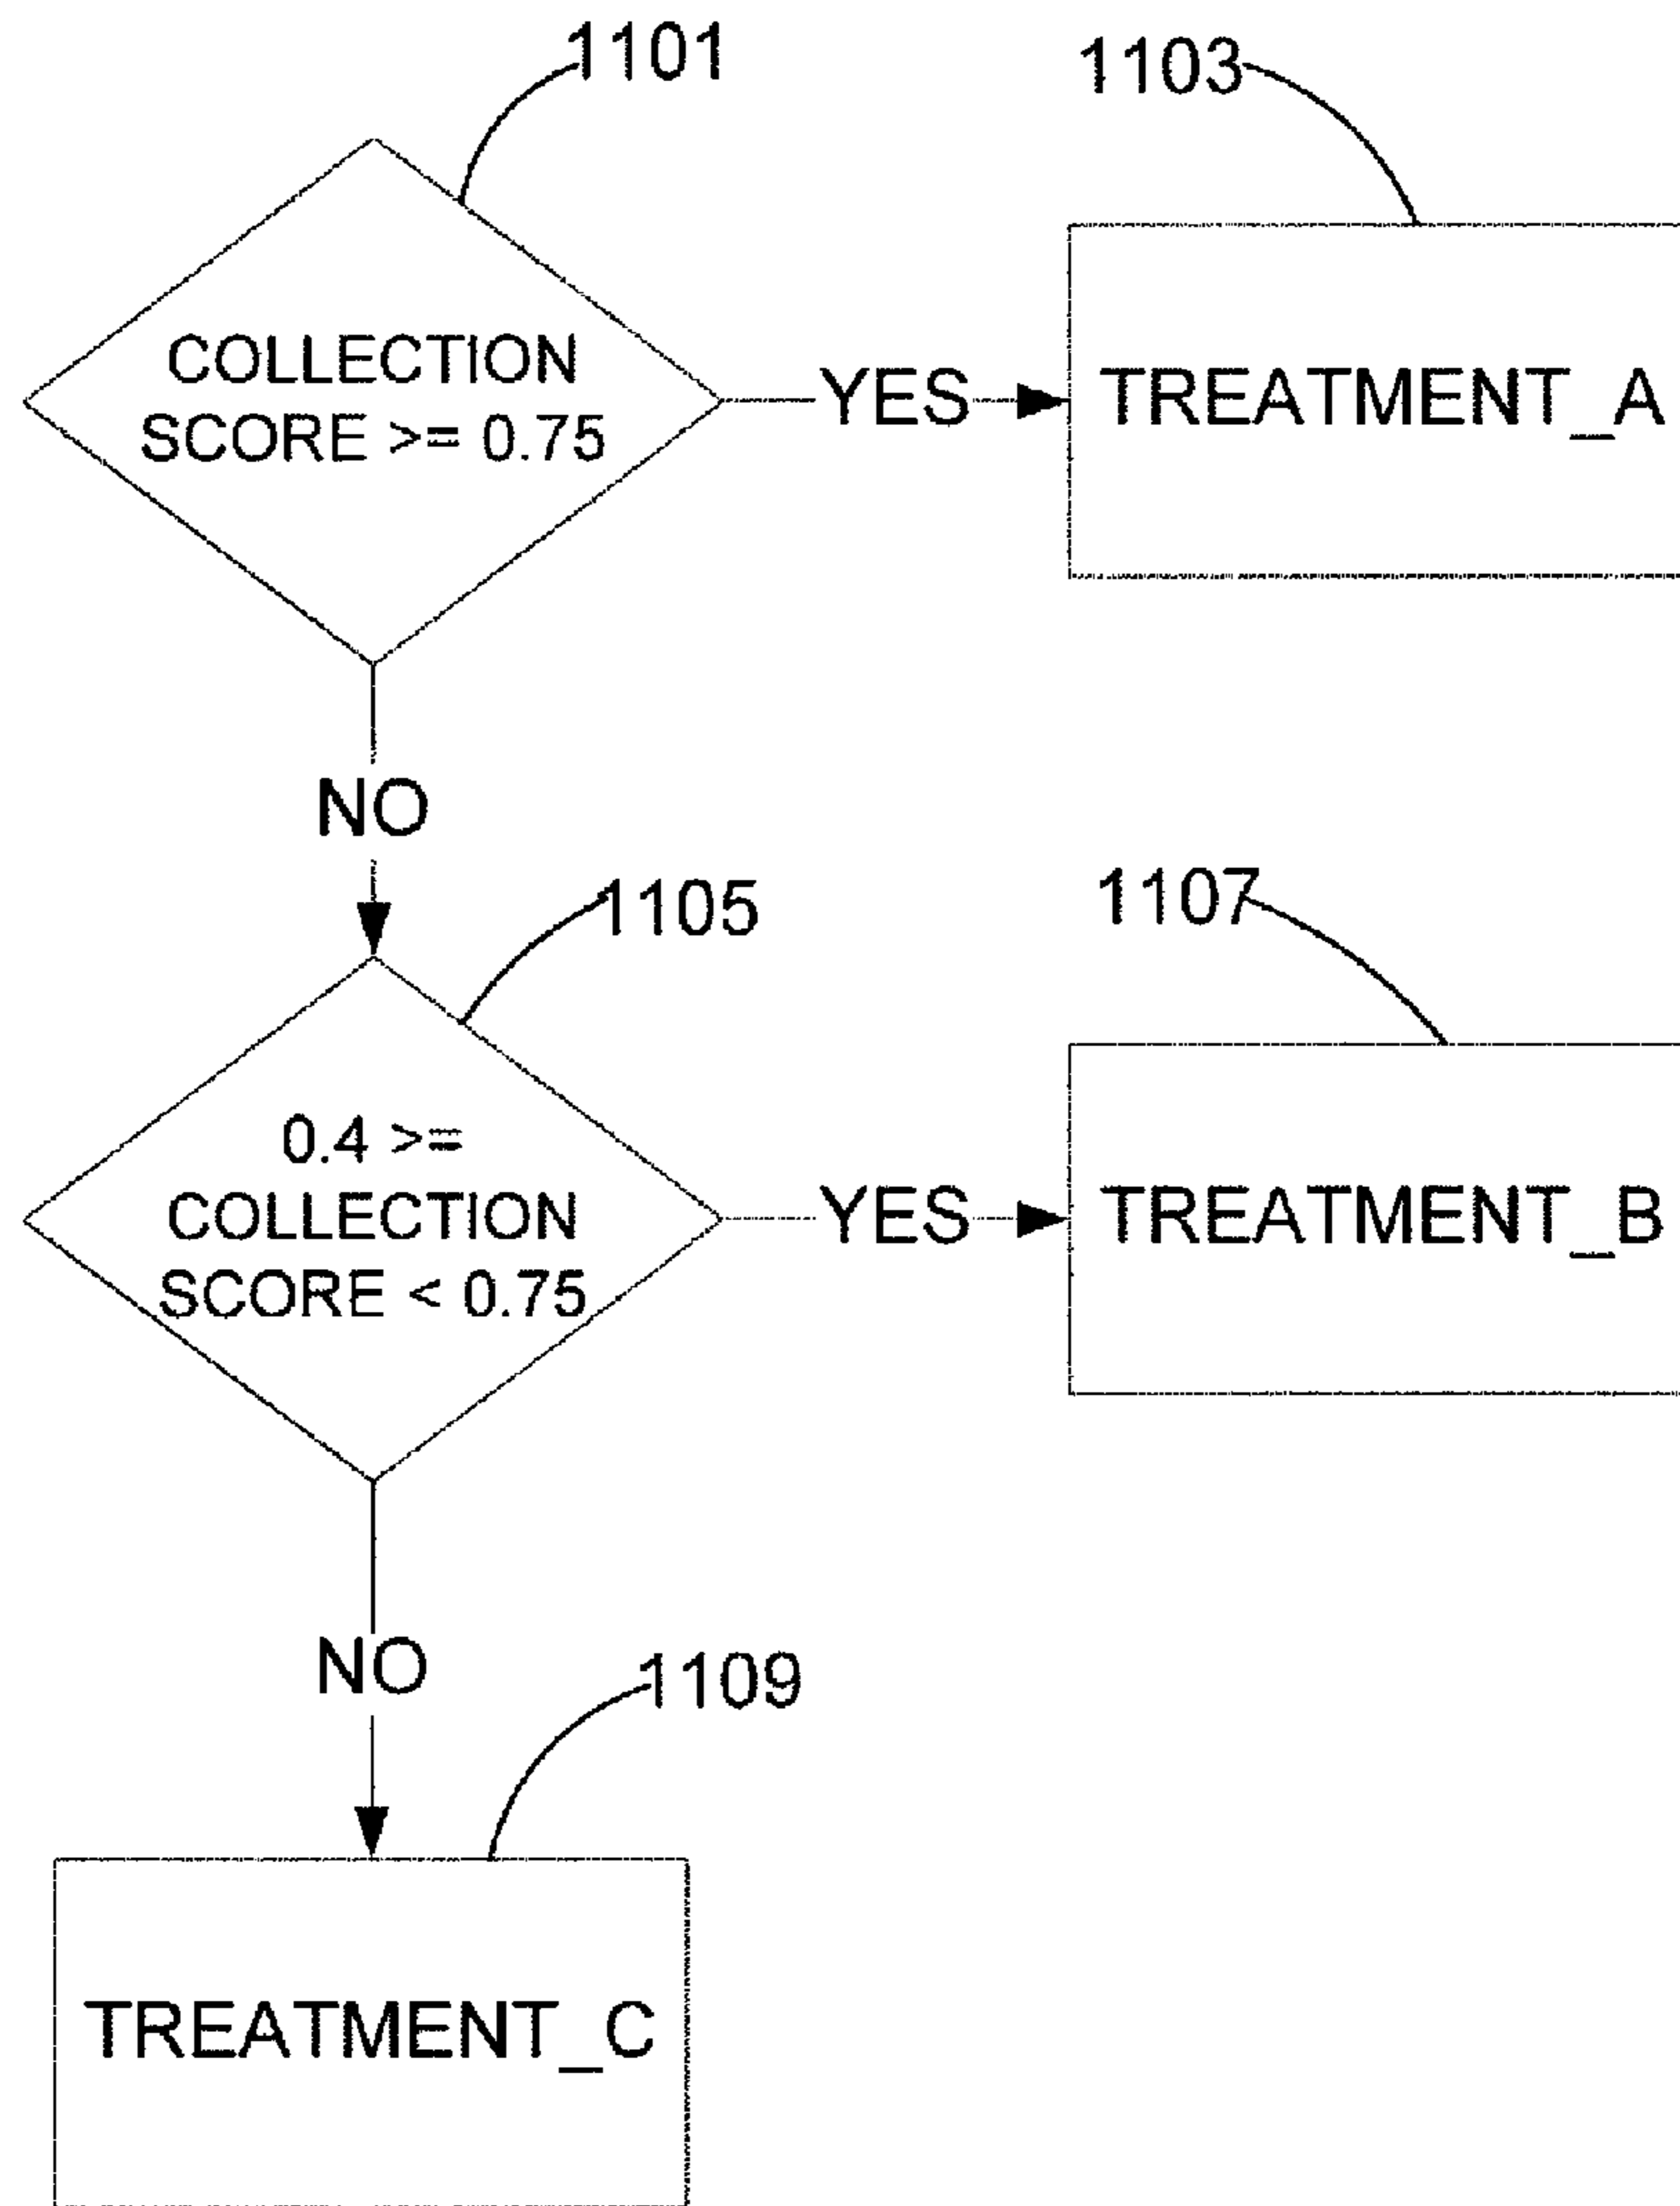 1101
1103
COLLECTION
SCORE >= 0.75
YES
TREATMENT_A
NO
1105
1107
0.4 >=
COLLECTION
SCORE < 0.75
YES
TREATMENT_B
NO
1109
TREATMENT_C